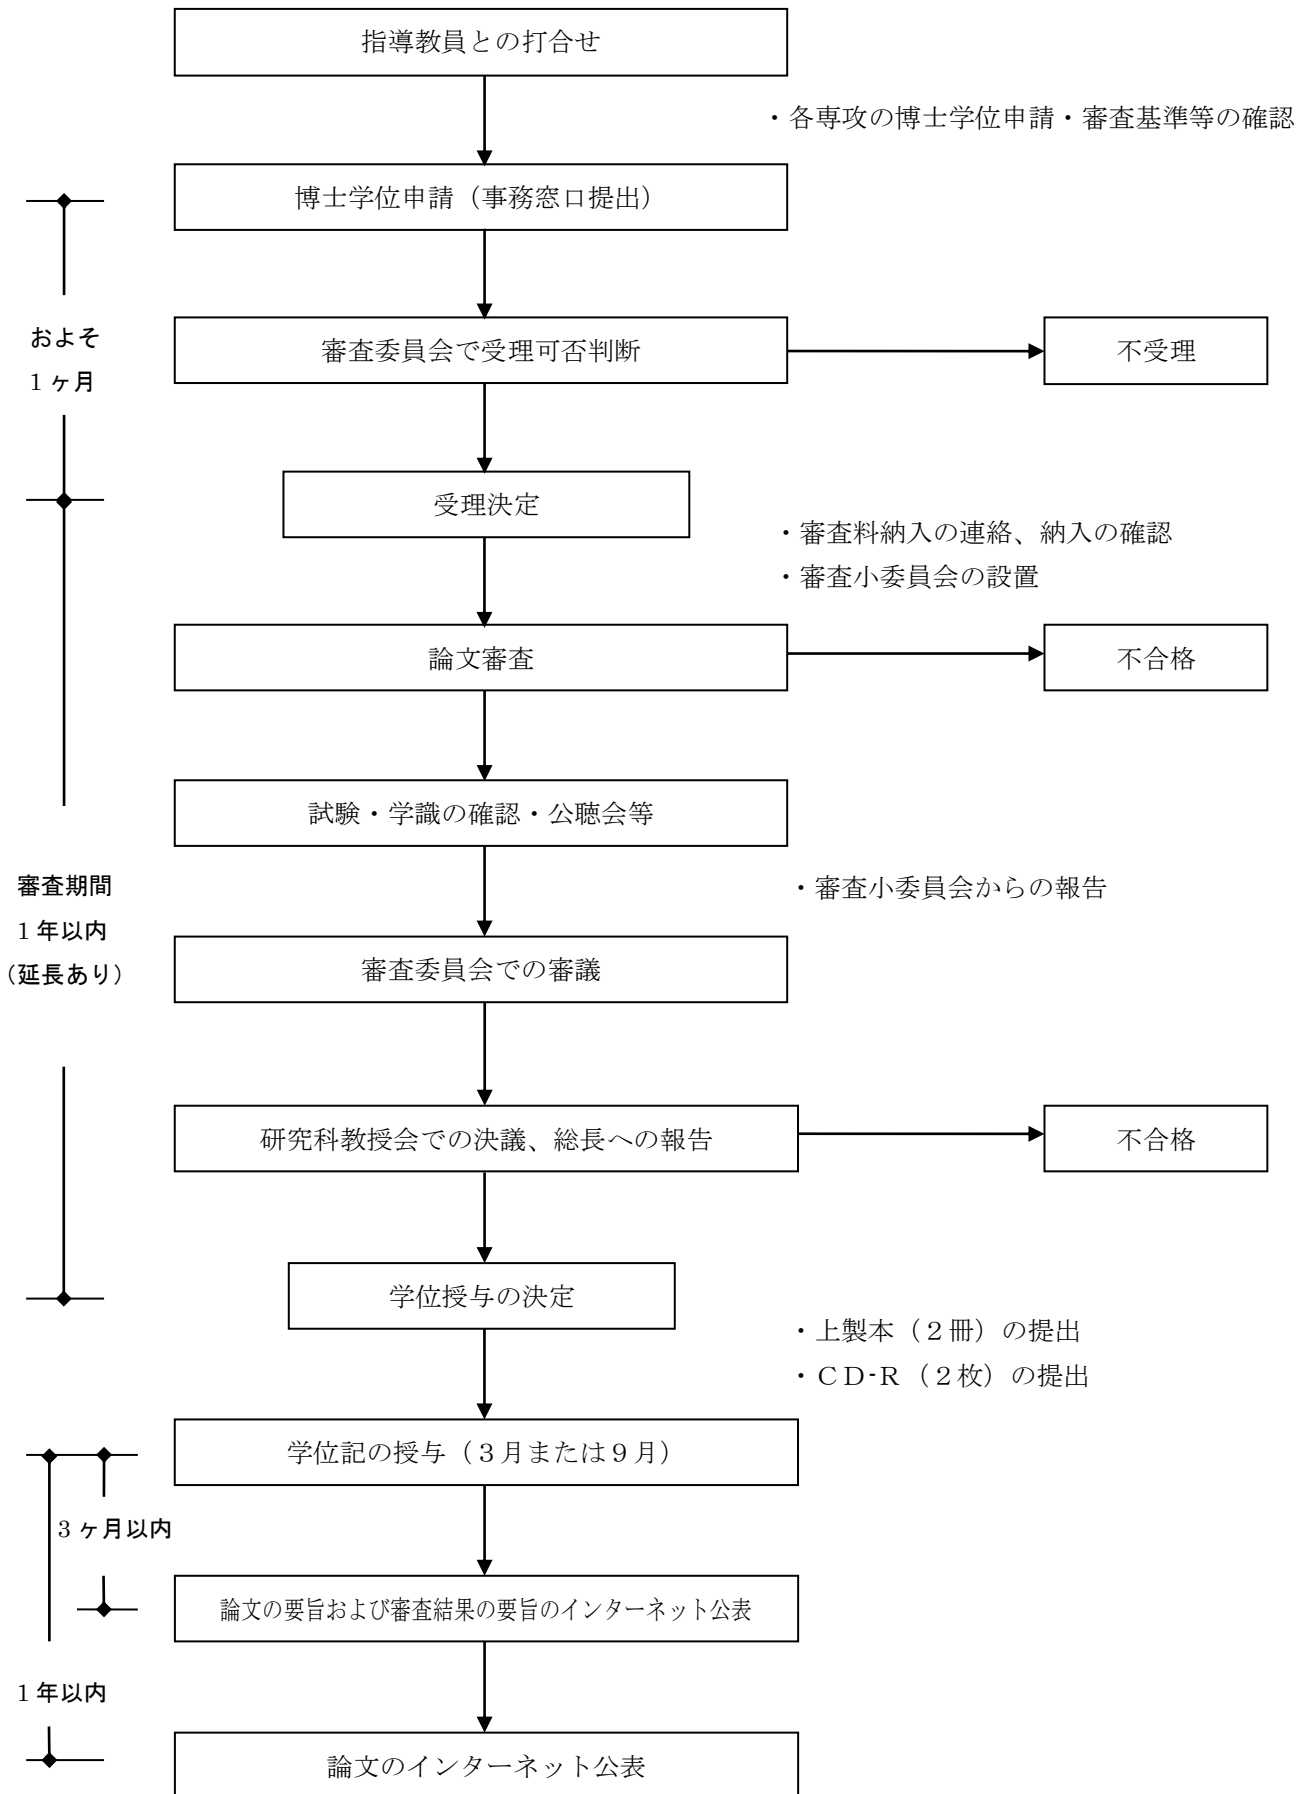 指導教員との打合せ
・各専攻の博士学位申請・審査基準等の確認
博士学位申請（事務窓口提出）
およそ
１ヶ月
審査委員会で受理可否判断
不受理
受理決定
・審査料納入の連絡、納入の確認
・審査小委員会の設置
論文審査
不合格
試験・学識の確認・公聴会等
審査期間
１年以内
（延長あり）
・審査小委員会からの報告
審査委員会での審議
研究科教授会での決議、総長への報告
不合格
学位授与の決定
・上製本（２冊）の提出
・ＣＤ-Ｒ（２枚）の提出
学位記の授与（３月または９月）
３ヶ月以内
論文の要旨および審査結果の要旨のインターネット公表
１年以内
論文のインターネット公表